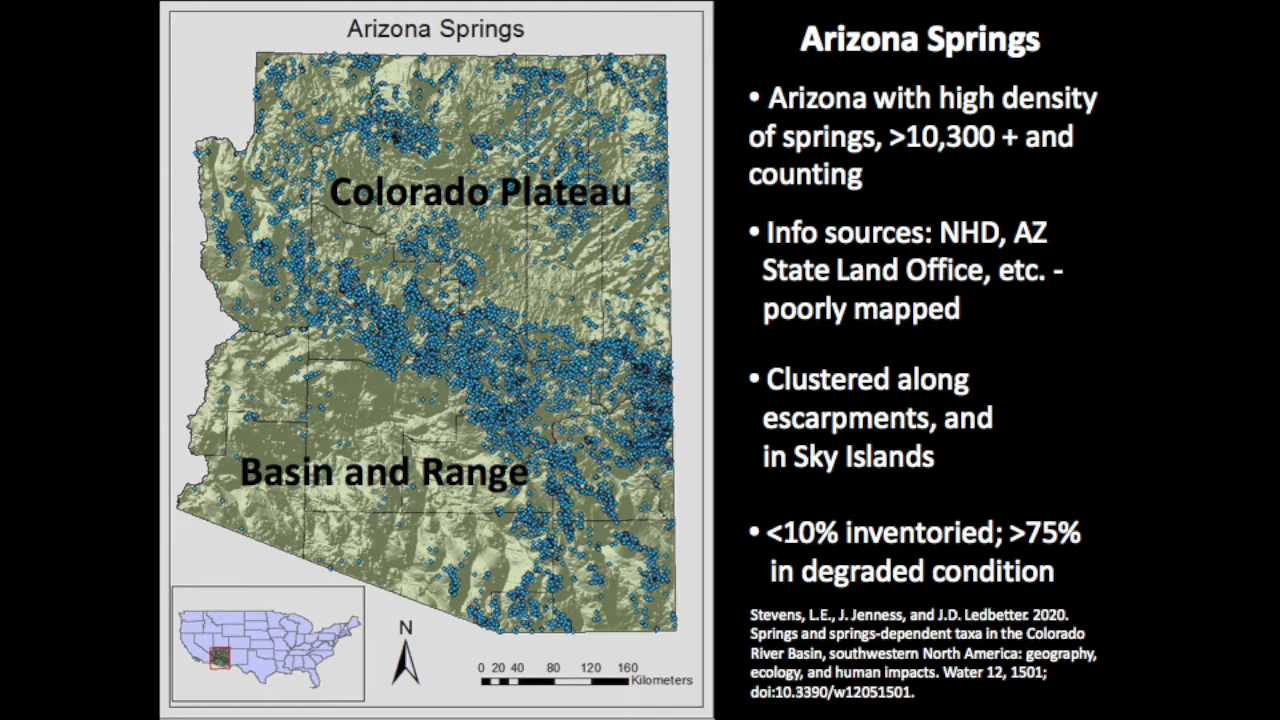 Arizona Springs
Colorado Plateau
Basin and Range
N
0 20 40 80 120 160
Kilometers
Arizona Springs
• Arizona with high density
of springs, >10,300 + and
counting
• Info sources: NHD, AZ
State Land Office, etc. -
poorly mapped
• Clustered along
escarpments, and
in Sky Islands
• <10% inventoried; >75%
in degraded condition
Stevens, L.E., J. Jenness, and J.D. Ledbetter. 2020.
Springs and springs-dependent taxa in the Colorado
River Basin, southwestern North America: geography,
ecology, and human impacts. Water 12, 1501;
doi:10.3390/w12051501.